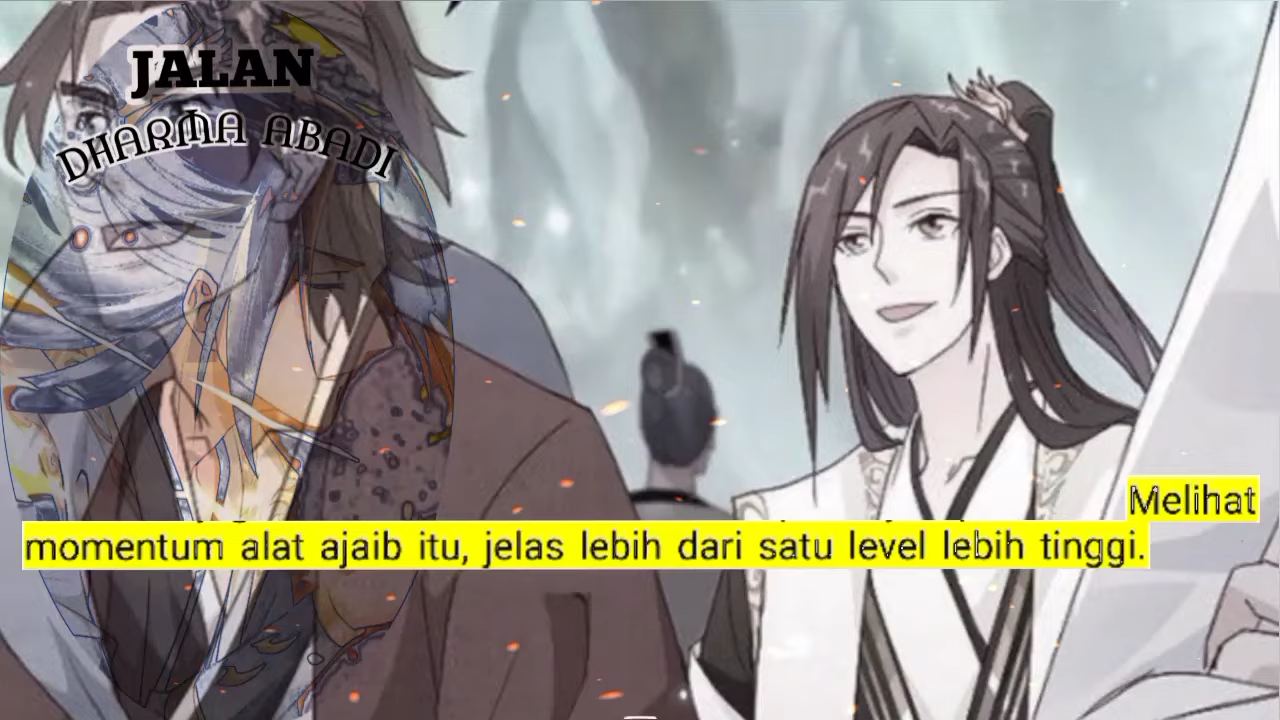 JALAN
DHARMA ABADI
Melihat
momentum alat ajaib itu, jelas lebih dari satu level lebih tinggi.